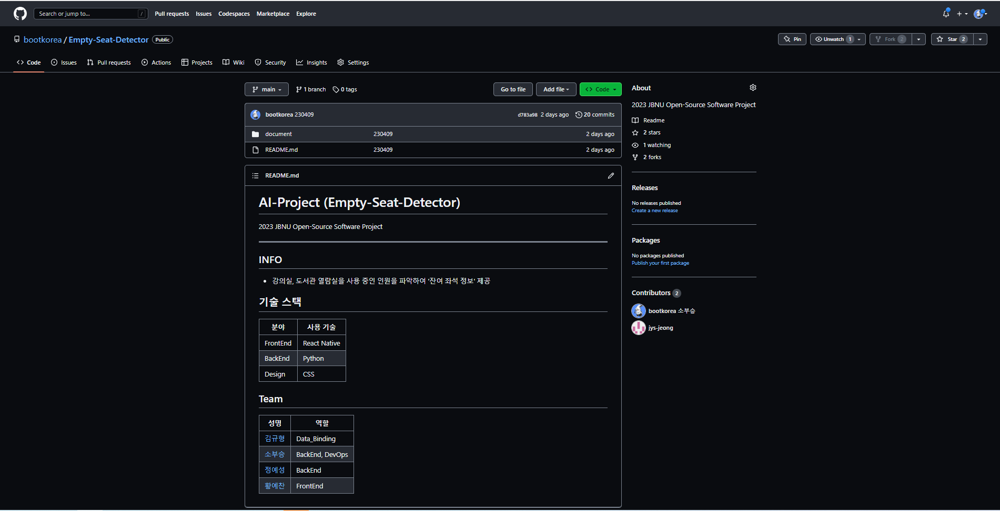 Search or jump to... /
Pull requests Issues Codespaces Marketplace Explore
bootkorea / Empty-Seat-Detector Public
Pin Unwatch 1 Fork 2 Star 2
Code Issues Pull requests Actions Projects Wiki Security Insights Settings
main 1 branch 0 tags Go to file Add file Code
bootkorea 230409 d783a98 2 days ago 20 commits
document 230409 2 days ago
README.md 230409 2 days ago
README.md
AI-Project (Empty-Seat-Detector)
2023 JBNU Open-Source Software Project
INFO
강의실, 도서관 열람실을 사용 중인 인원을 파악하여 '잔여 좌석 정보' 제공
기술 스택
분야 사용 기술
FrontEnd React Native
BackEnd Python
Design CSS
Team
성명 역할
김규형 Data_Binding
소부승 BackEnd, DevOps
정예성 BackEnd
황예찬 FrontEnd
About
2023 JBNU Open-Source Software Project
Readme
2 stars
1 watching
2 forks
Releases
No releases published
Create a new release
Packages
No packages published
Publish your first package
Contributors 2
bootkorea 소부승
jys-jeong